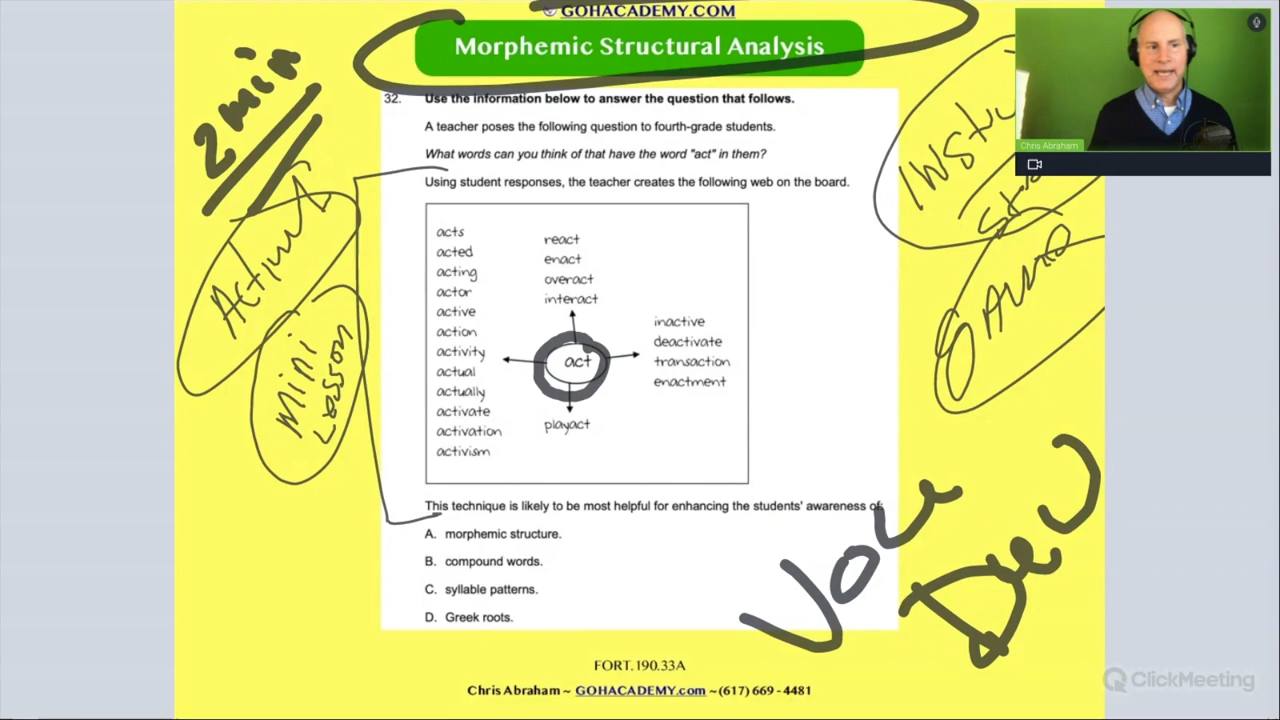 GOHACADEMY.COM
Morphemic Structural Analysis
Chris Abraham
2 min
Activity
Mini
Lesson
32. Use the information below to answer the question that follows.
A teacher poses the following question to fourth-grade students.
What words can you think of that have the word "act" in them?
Using student responses, the teacher creates the following web on the board.
acts
acted
acting
actor
active
action
activity
actual
actually
activate
activation
activism
react
enact
overact
interact
act
playact
inactive
deactivate
transaction
enactment
This technique is likely to be most helpful for enhancing the students' awareness of:
A. morphemic structure.
B. compound words.
C. syllable patterns.
D. Greek roots.
Voc
Dev
FORT.190.33A
Chris Abraham ~ GOHACADEMY.com ~(617) 669 - 4481
ClickMeeting